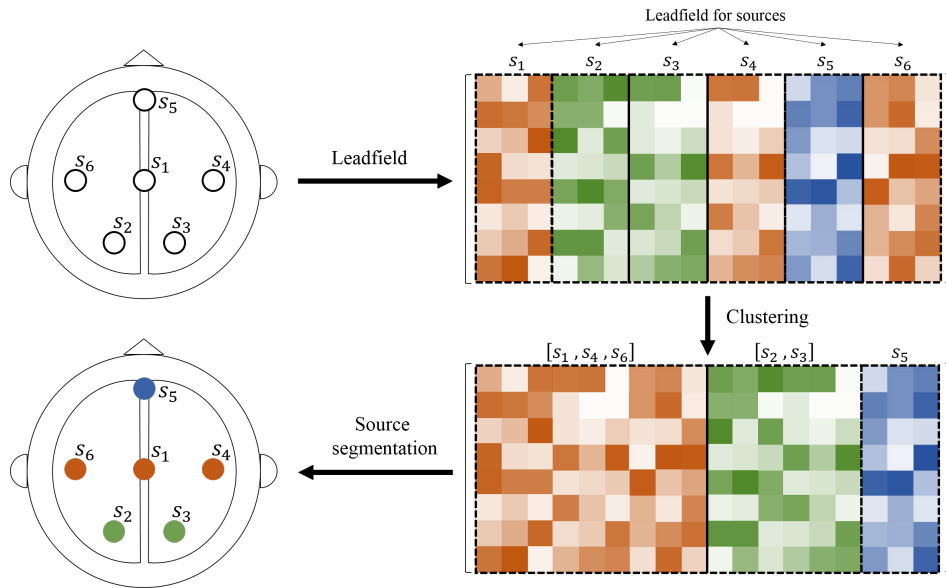 Leadfield for sources
s₁ s₂ s₃ s₄ s₅ s₆
s₅
s₆ s₁ s₄
s₂ s₃
Leadfield
Clustering
[s₁ , s₄ , s₆] [s₂ , s₃] s₅
s₅
s₆ s₁ s₄
s₂ s₃
Source
segmentation